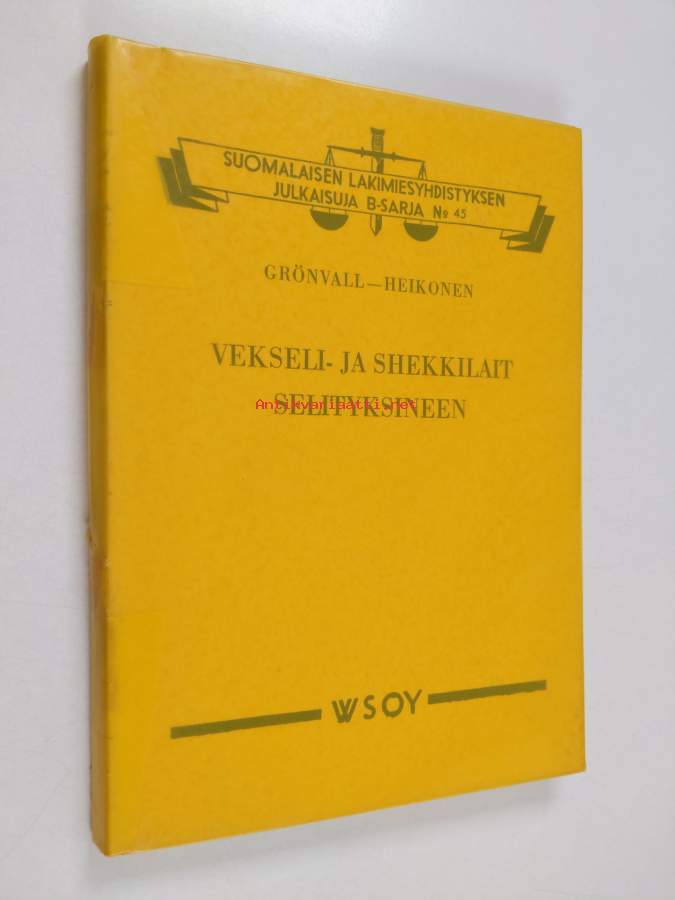 SUOMALAISEN LAKIMIESYHDISTYKSEN
JULKAISUJA B-SARJA No 45
GRÖNVALL—HEIKONEN
VEKSELI- JA SHEKKILAIT
SELITYKSINEEN
Antikvariaatti.net
WSOY